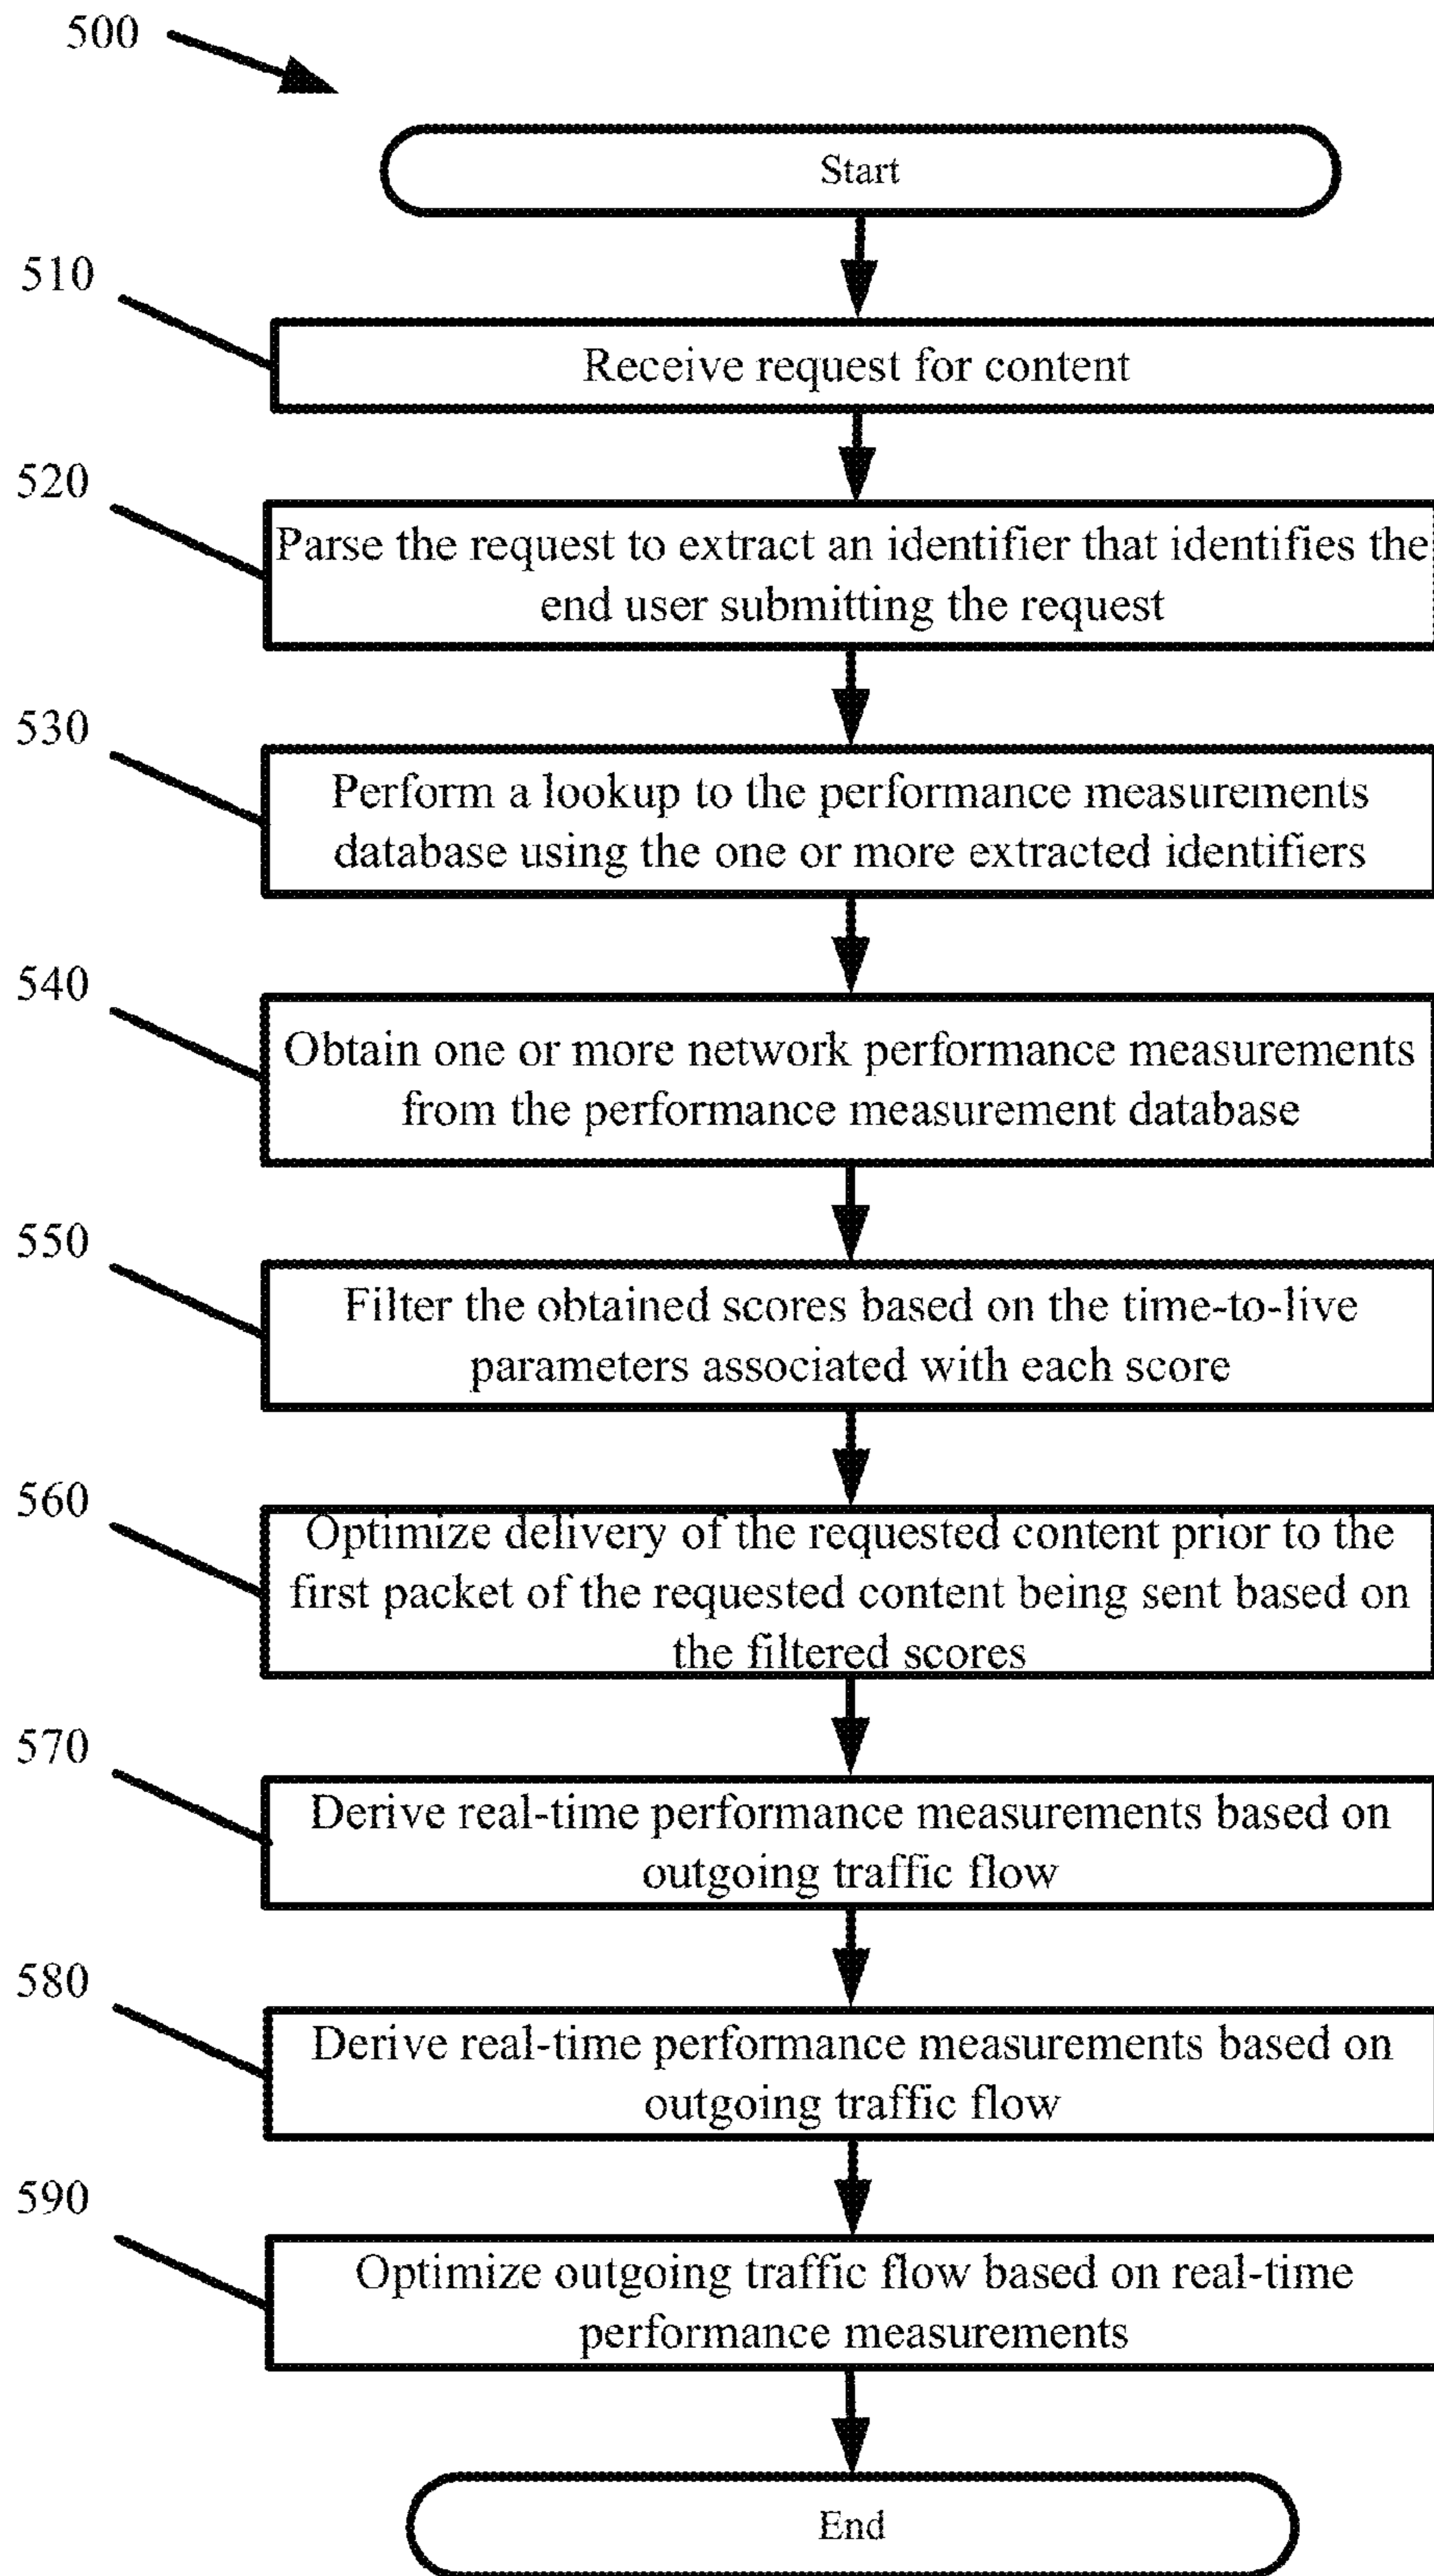 500
Start
510
Receive request for content
520
Parse the request to extract an identifier that identifies the
end user submitting the request
530
Perform a lookup to the performance measurements
database using the one or more extracted identifiers
540
Obtain one or more network performance measurements
from the performance measurement database
550
Filter the obtained scores based on the time-to-live
parameters associated with each score
560
Optimize delivery of the requested content prior to the
first packet of the requested content being sent based on
the filtered scores
570
Derive real-time performance measurements based on
outgoing traffic flow
580
Derive real-time performance measurements based on
outgoing traffic flow
590
Optimize outgoing traffic flow based on real-time
performance measurements
End